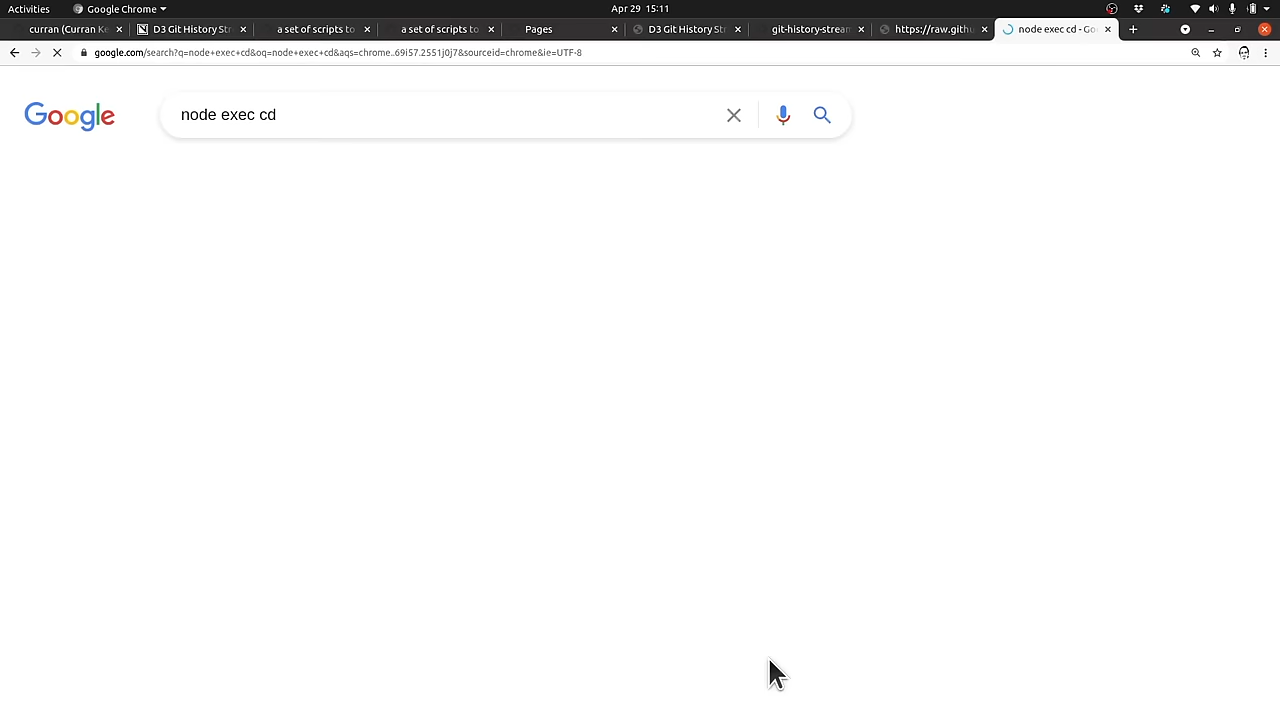 Activities
Google Chrome
Apr 29 15:11
curran (Curran Ke
D3 Git History Str
a set of scripts to
a set of scripts to
Pages
D3 Git History Str
git-history-stream
https://raw.githu
node exec cd - Go
google.com/search?q=node+exec+cd&oq=node+exec+cd&aqs=chrome..69i57.2551j0j7&sourceid=chrome&ie=UTF-8
Google
node exec cd